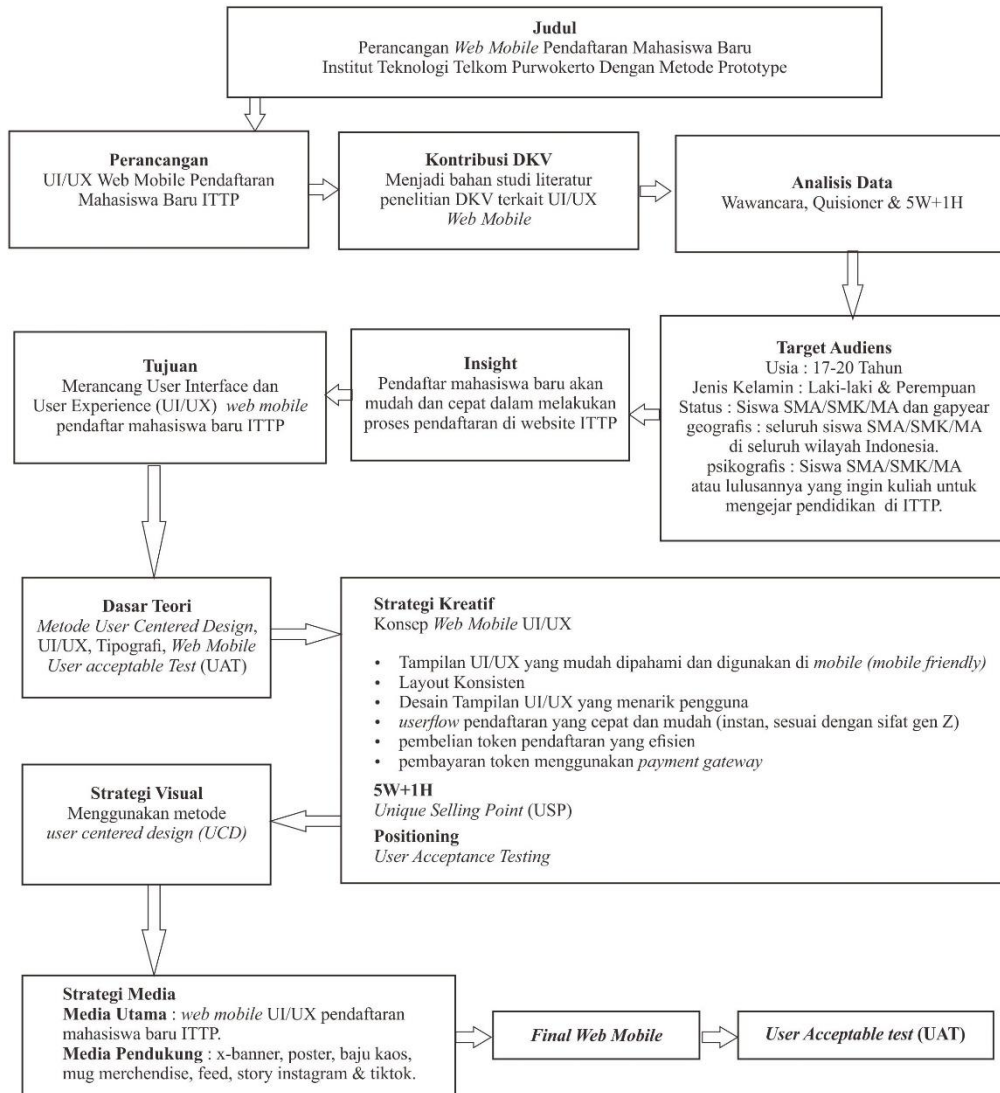 Judul
Perancangan Web Mobile Pendaftaran Mahasiswa Baru
Institut Teknologi Telkom Purwokerto Dengan Metode Prototype
Perancangan
UI/UX Web Mobile Pendaftaran
Mahasiswa Baru ITTP
Kontribusi DKV
Menjadi bahan studi literatur
penelitian DKV terkait UI/UX
Web Mobile
Analisis Data
Wawancara, Quisioner & 5W+1H
Target Audiens
Usia : 17-20 Tahun
Jenis Kelamin : Laki-laki & Perempuan
Status : Siswa SMA/SMK/MA dan gapyear
geografis : seluruh siswa SMA/SMK/MA
di seluruh wilayah Indonesia.
psikografis : Siswa SMA/SMK/MA
atau lulusannya yang ingin kuliah untuk
mengejar pendidikan di ITTP.
Insight
Pendaftar mahasiswa baru akan
mudah dan cepat dalam melakukan
proses pendaftaran di website ITTP
Tujuan
Merancang User Interface dan
User Experience (UI/UX) web mobile
pendaftar mahasiswa baru ITTP
Dasar Teori
Metode User Centered Design,
UI/UX, Tipografi, Web Mobile
User acceptable Test (UAT)
Strategi Kreatif
Konsep Web Mobile UI/UX
• Tampilan UI/UX yang mudah dipahami dan digunakan di mobile (mobile friendly)
• Layout Konsisten
• Desain Tampilan UI/UX yang menarik pengguna
• userflow pendaftaran yang cepat dan mudah (instan, sesuai dengan sifat gen Z)
• pembelian token pendaftaran yang efisien
• pembayaran token menggunakan payment gateway
5W+1H
Unique Selling Point (USP)
Positioning
User Acceptance Testing
Strategi Visual
Menggunakan metode
user centered design (UCD)
Strategi Media
Media Utama : web mobile UI/UX pendaftaran
mahasiswa baru ITTP.
Media Pendukung : x-banner, poster, baju kaos,
mug merchendise, feed, story instagram & tiktok.
Final Web Mobile
User Acceptable test (UAT)